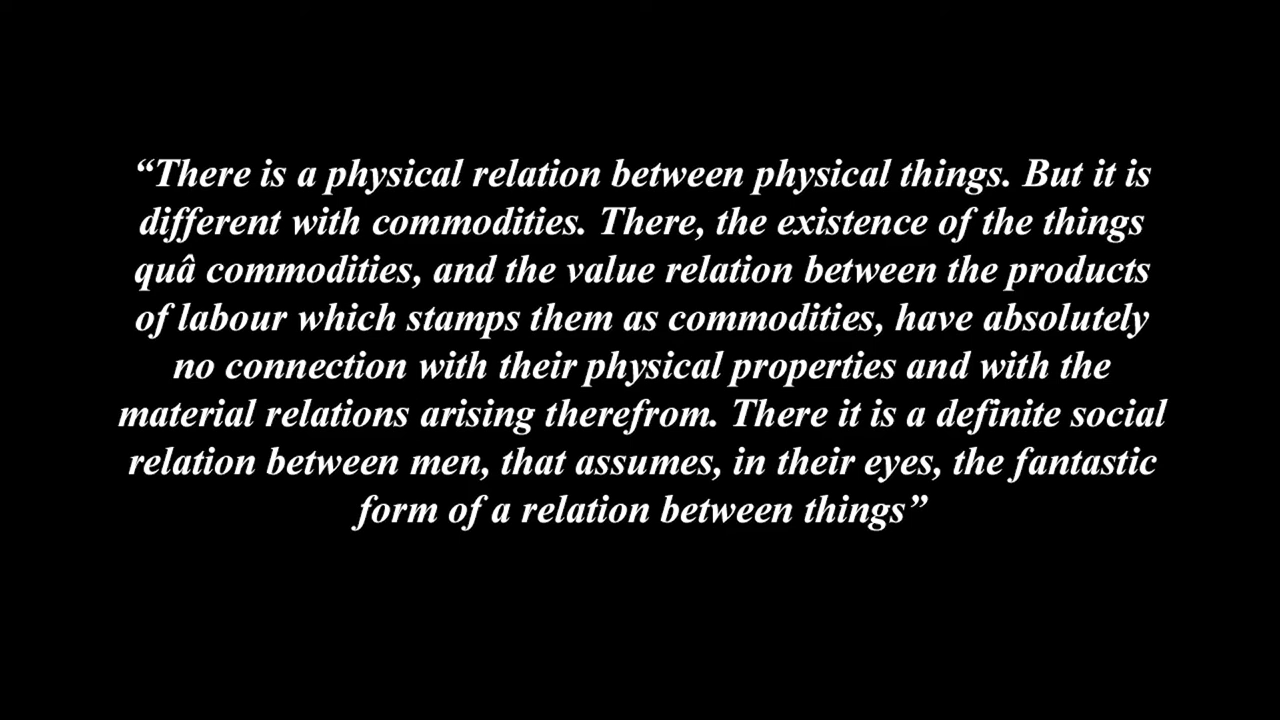 “There is a physical relation between physical things. But it is
different with commodities. There, the existence of the things
quâ commodities, and the value relation between the products
of labour which stamps them as commodities, have absolutely
no connection with their physical properties and with the
material relations arising therefrom. There it is a definite social
relation between men, that assumes, in their eyes, the fantastic
form of a relation between things”